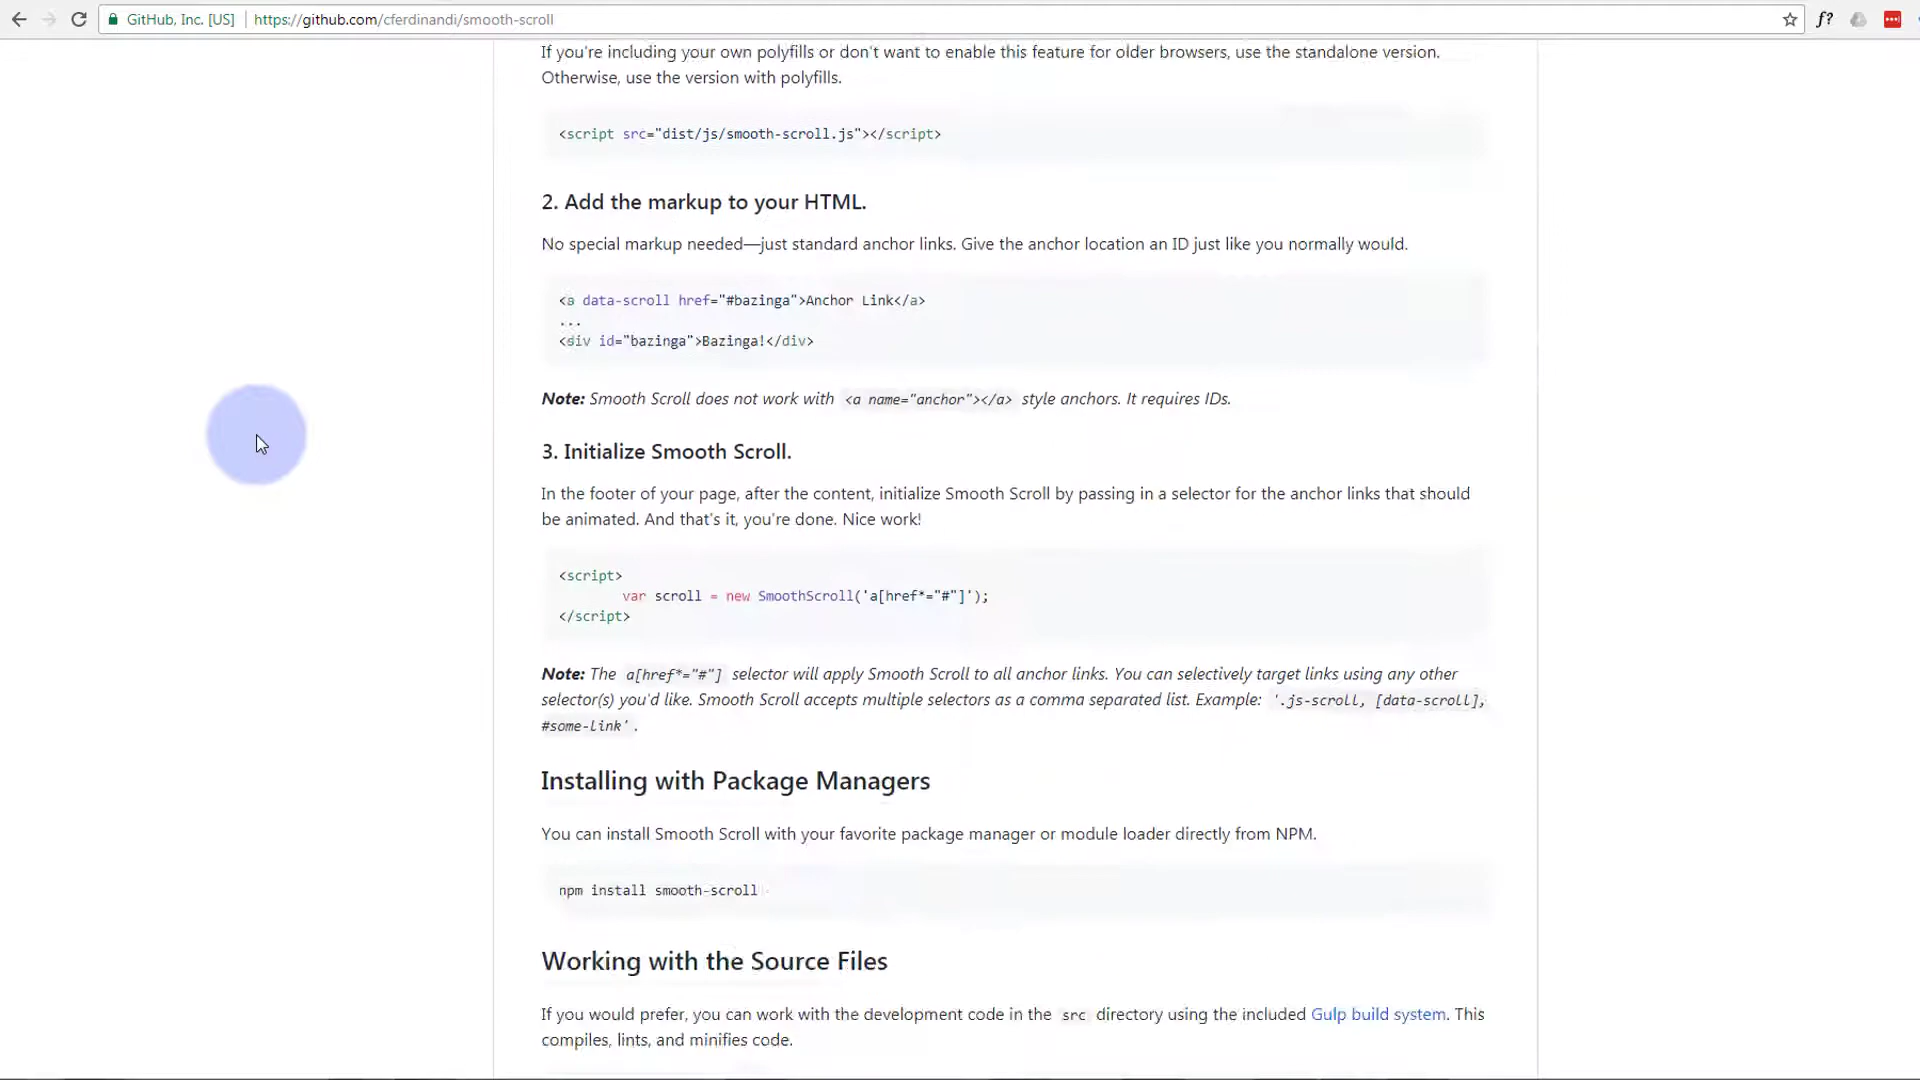 GitHub, Inc. [US] https://github.com/cferdinandi/smooth-scroll f?
If you're including your own polyfills or don't want to enable this feature for older browsers, use the standalone version.
Otherwise, use the version with polyfills.
<script src="dist/js/smooth-scroll.js"></script>
2. Add the markup to your HTML.
No special markup needed—just standard anchor links. Give the anchor location an ID just like you normally would.
<a data-scroll href="#bazinga">Anchor Link</a>
...
<div id="bazinga">Bazinga!</div>
Note: Smooth Scroll does not work with <a name="anchor"></a> style anchors. It requires IDs.
3. Initialize Smooth Scroll.
In the footer of your page, after the content, initialize Smooth Scroll by passing in a selector for the anchor links that should
be animated. And that's it, you're done. Nice work!
<script>
var scroll = new SmoothScroll('a[href*="#"]');
</script>
Note: The a[href*="#"] selector will apply Smooth Scroll to all anchor links. You can selectively target links using any other
selector(s) you'd like. Smooth Scroll accepts multiple selectors as a comma separated list. Example: '.js-scroll, [data-scroll],
#some-link'.
Installing with Package Managers
You can install Smooth Scroll with your favorite package manager or module loader directly from NPM.
npm install smooth-scroll
Working with the Source Files
If you would prefer, you can work with the development code in the src directory using the included Gulp build system. This
compiles, lints, and minifies code.